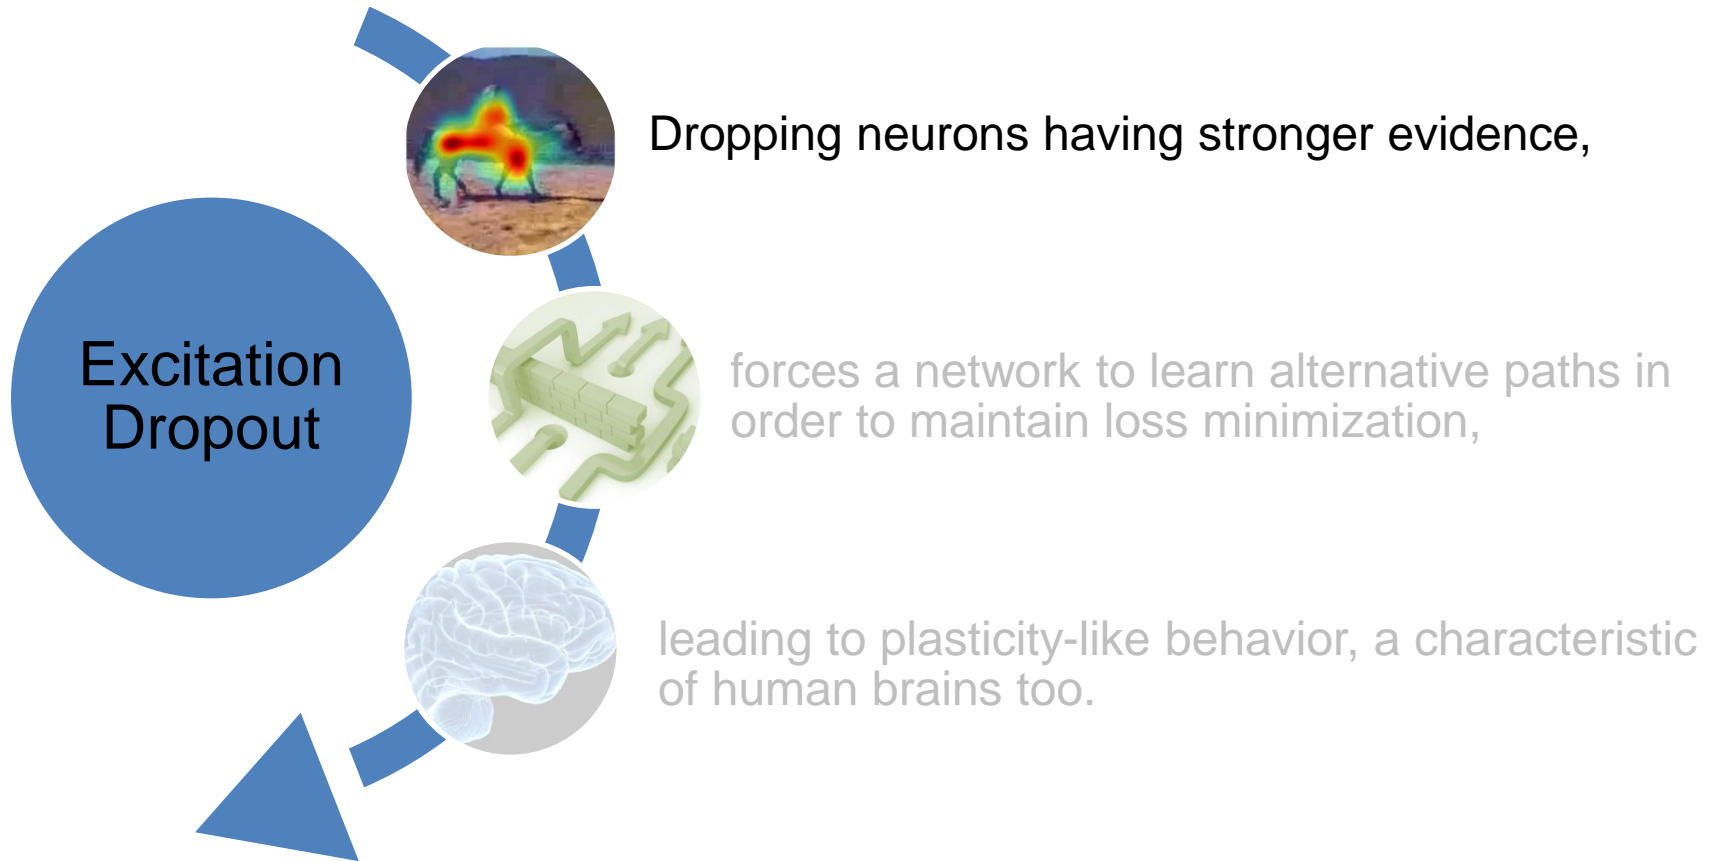 Excitation
Dropout
Dropping neurons having stronger evidence,
forces a network to learn alternative paths in
order to maintain loss minimization,
leading to plasticity-like behavior, a characteristic
of human brains too.